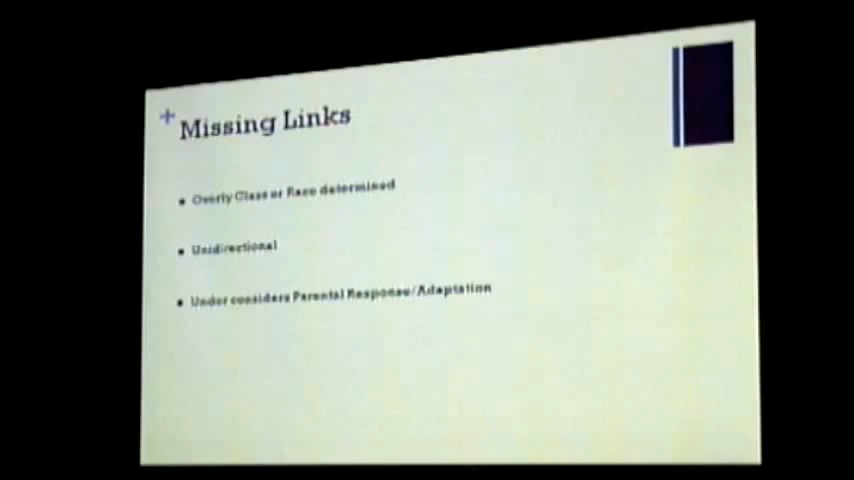 + Missing Links
• Overly Class or Race determined
• Unidirectional
• Under considers Parental Response/Adaptation